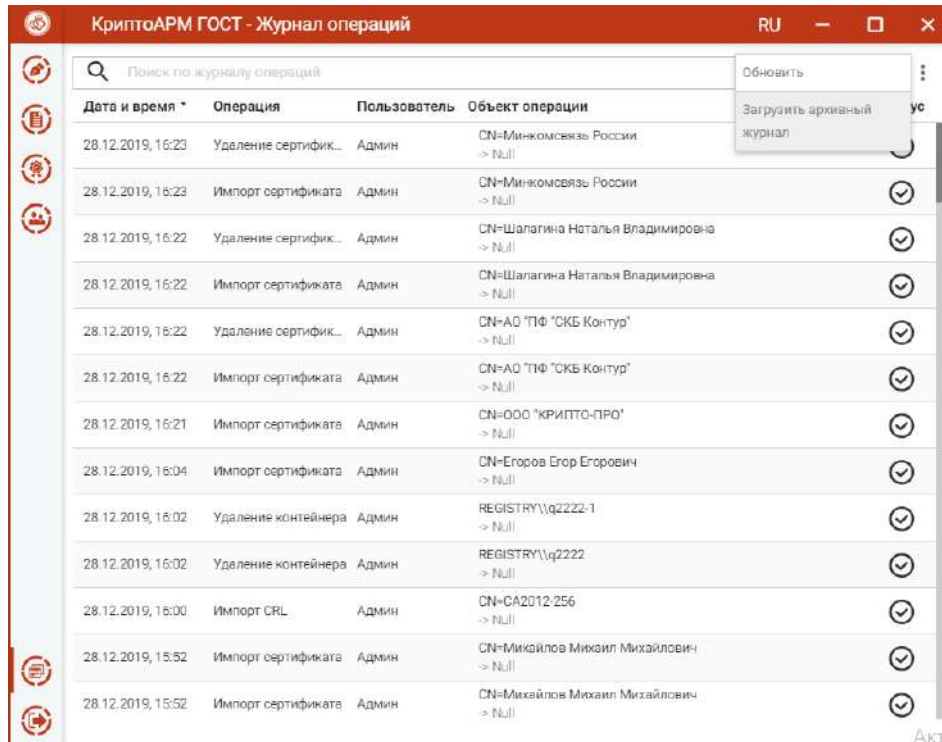 КриптоАРМ ГОСТ - Журнал операций RU
Поиск по журналу операций
Обновить
Загрузить архивный
журнал
Дата и время Операция Пользователь Объект операции ус
28.12.2019, 16:23 Удаление сертифик... Админ CN=Минкомсвязь России
-> Null
28.12.2019, 16:23 Импорт сертификата Админ CN=Минкомсвязь России
-> Null
28.12.2019, 16:22 Удаление сертифик... Админ CN=Шалагина Наталья Владимировна
-> Null
28.12.2019, 16:22 Импорт сертификата Админ CN=Шалагина Наталья Владимировна
-> Null
28.12.2019, 16:22 Удаление сертифик... Админ CN=АО "ПФ "СКБ Контур"
-> Null
28.12.2019, 16:22 Импорт сертификата Админ CN=АО "ПФ "СКБ Контур"
-> Null
28.12.2019, 16:21 Импорт сертификата Админ CN=ООО "КРИПТО-ПРО"
-> Null
28.12.2019, 16:04 Импорт сертификата Админ CN=Егоров Егор Егорович
-> Null
28.12.2019, 16:02 Удаление контейнера Админ REGISTRY\\q2222-1
-> Null
28.12.2019, 16:02 Удаление контейнера Админ REGISTRY\\q2222
-> Null
28.12.2019, 16:00 Импорт CRL Админ CN=CA2012-256
-> Null
28.12.2019, 15:52 Импорт сертификата Админ CN=Михайлов Михаил Михайлович
-> Null
28.12.2019, 15:52 Импорт сертификата Админ CN=Михайлов Михаил Михайлович
-> Null
Акт